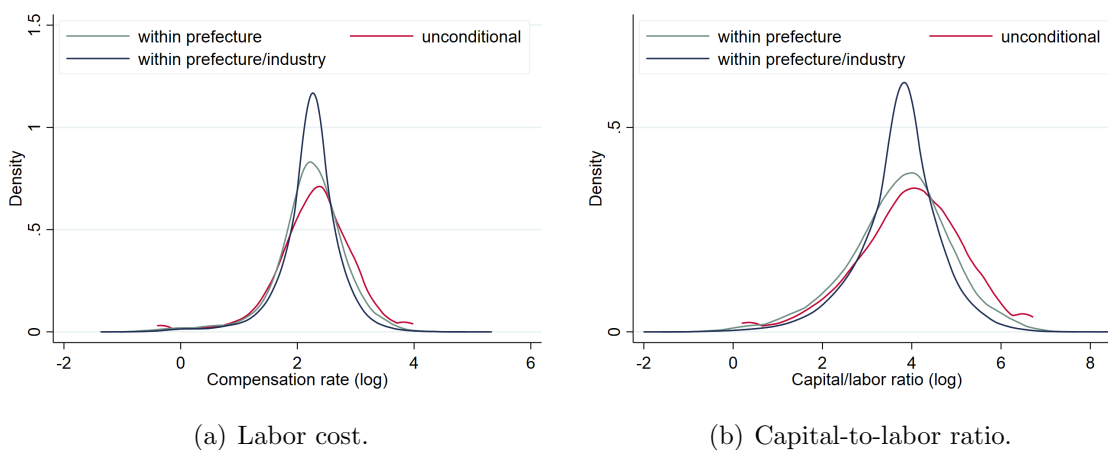 within prefecture
unconditional
within prefecture/industry
1.5
1
.5
0
Density
-2 0 2 4 6
Compensation rate (log)
(a) Labor cost.
within prefecture
unconditional
within prefecture/industry
.5
0
Density
-2 0 2 4 6 8
Capital/labor ratio (log)
(b) Capital-to-labor ratio.